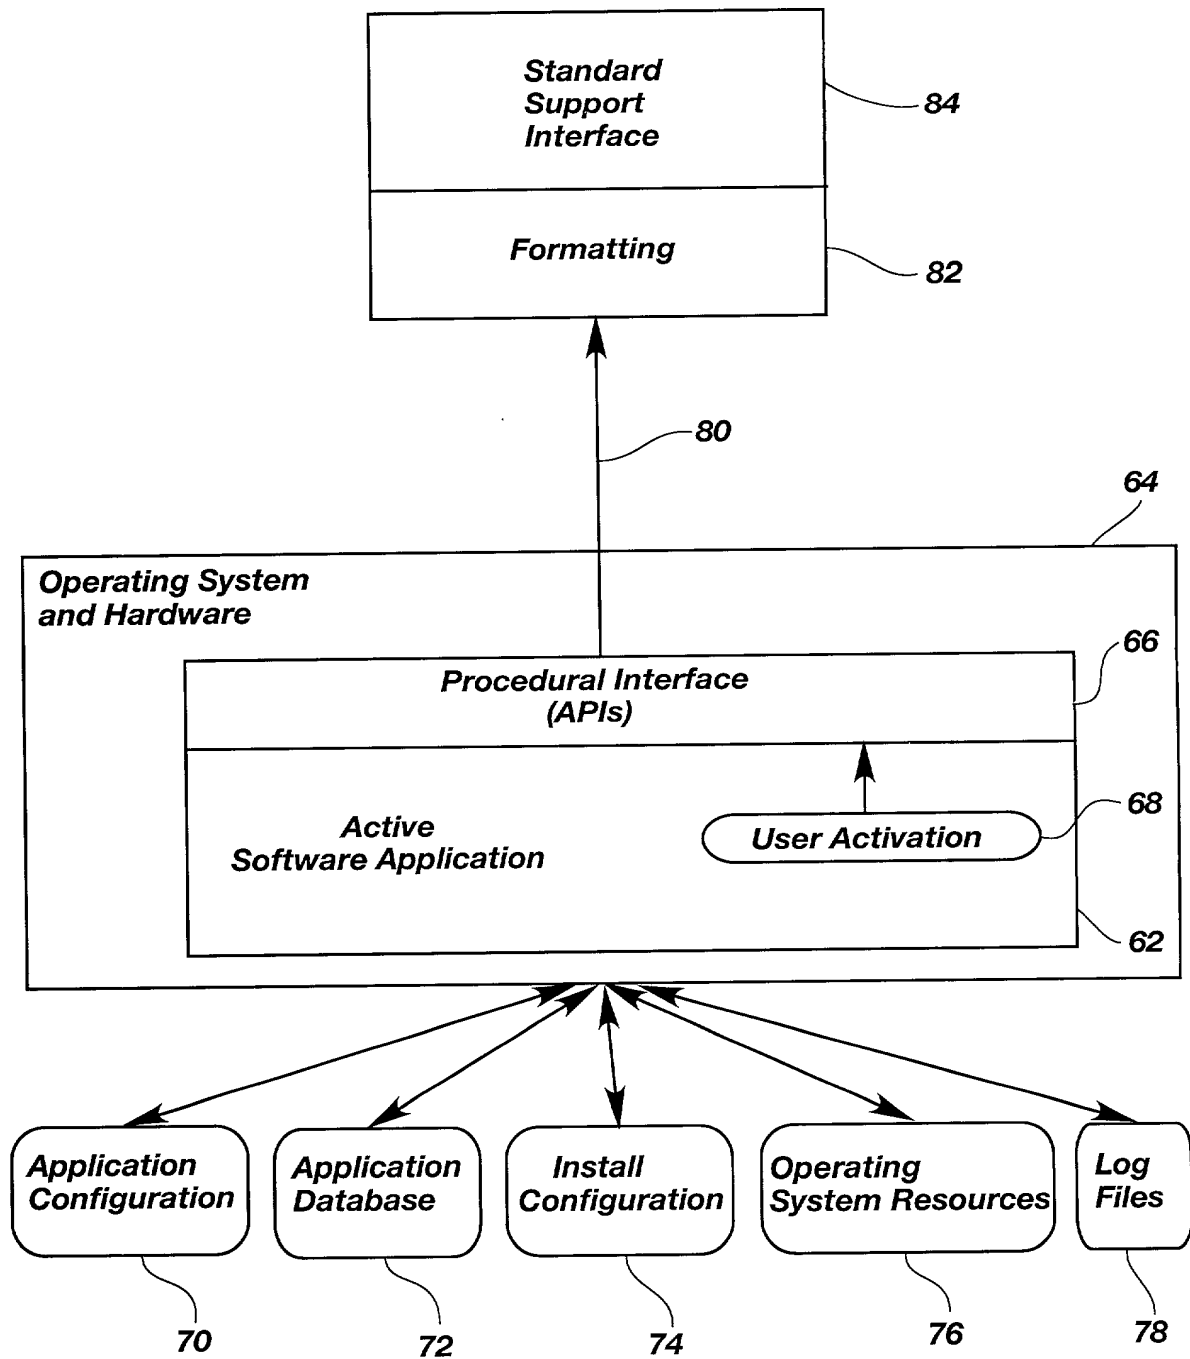 Standard
Support
Interface
84
Formatting
82
80
64
Operating System
and Hardware
66
Procedural Interface
(APIs)
68
Active
Software Application
User Activation
62
Application
Configuration
Application
Database
Install
Configuration
Operating
System Resources
Log
Files
70
72
74
76
78